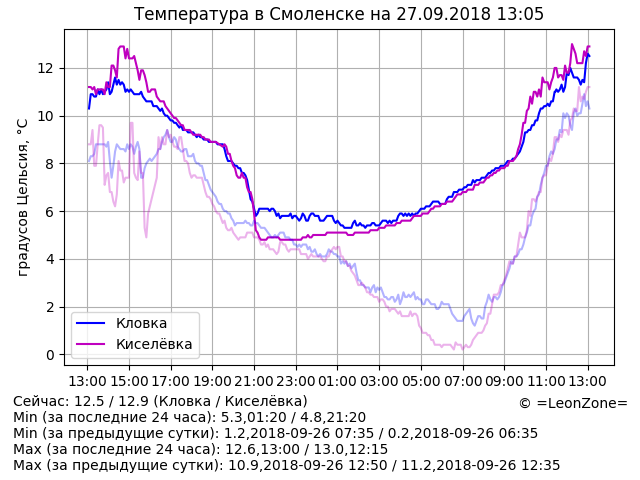 Температура в Смоленске на 27.09.2018 13:05
градусов Цельсия, °C
12
10
8
6
4
2
0
Кловка
Киселёвка
13:00 15:00 17:00 19:00 21:00 23:00 01:00 03:00 05:00 07:00 09:00 11:00 13:00
Сейчас: 12.5 / 12.9 (Кловка / Киселёвка)
© =LeonZone=
Min (за последние 24 часа): 5.3,01:20 / 4.8,21:20
Min (за предыдущие сутки): 1.2,2018-09-26 07:35 / 0.2,2018-09-26 06:35
Max (за последние 24 часа): 12.6,13:00 / 13.0,12:15
Max (за предыдущие сутки): 10.9,2018-09-26 12:50 / 11.2,2018-09-26 12:35